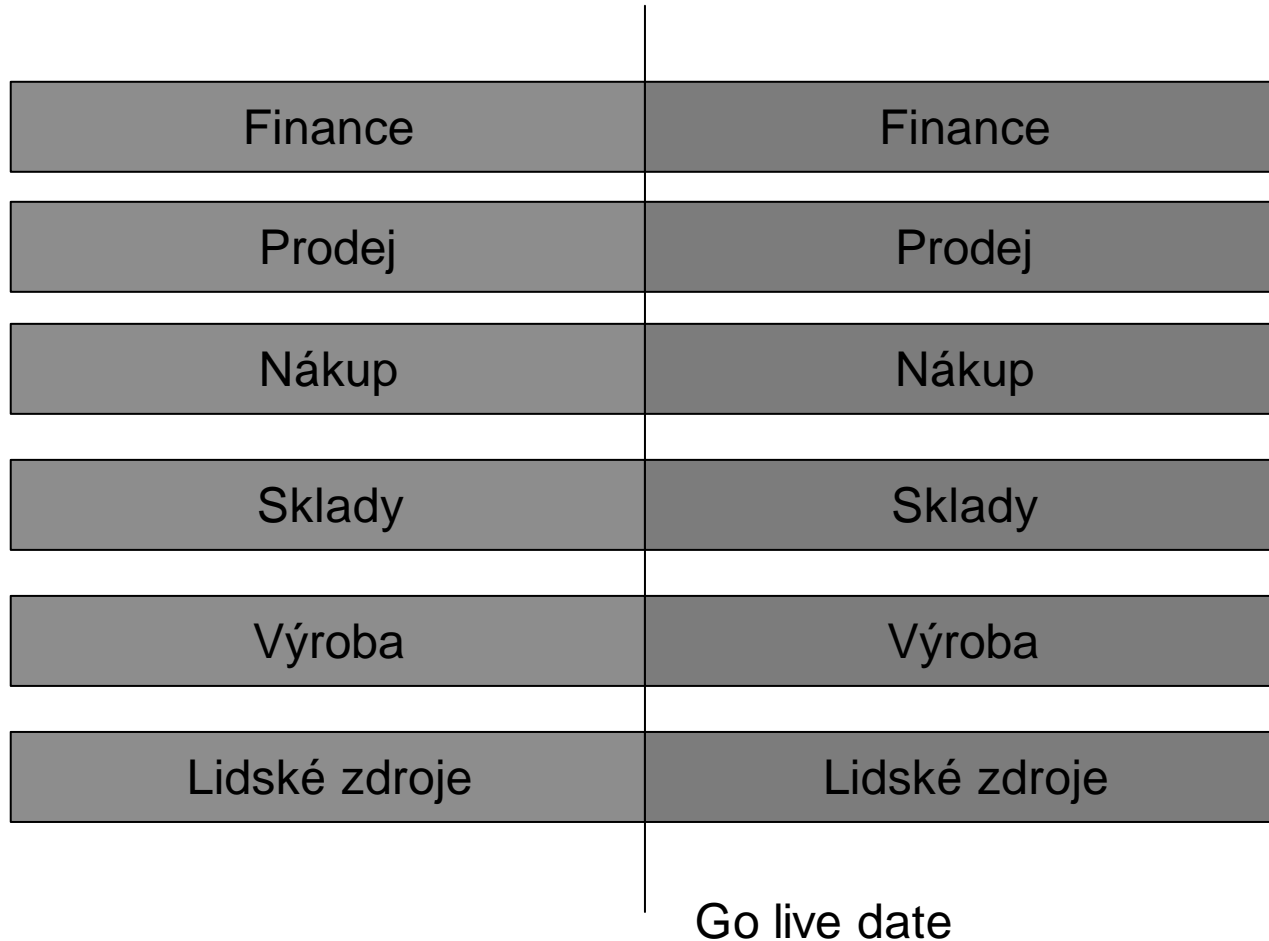 Finance Finance
Prodej Prodej
Nákup Nákup
Sklady Sklady
Výroba Výroba
Lidské zdroje Lidské zdroje
Go live date